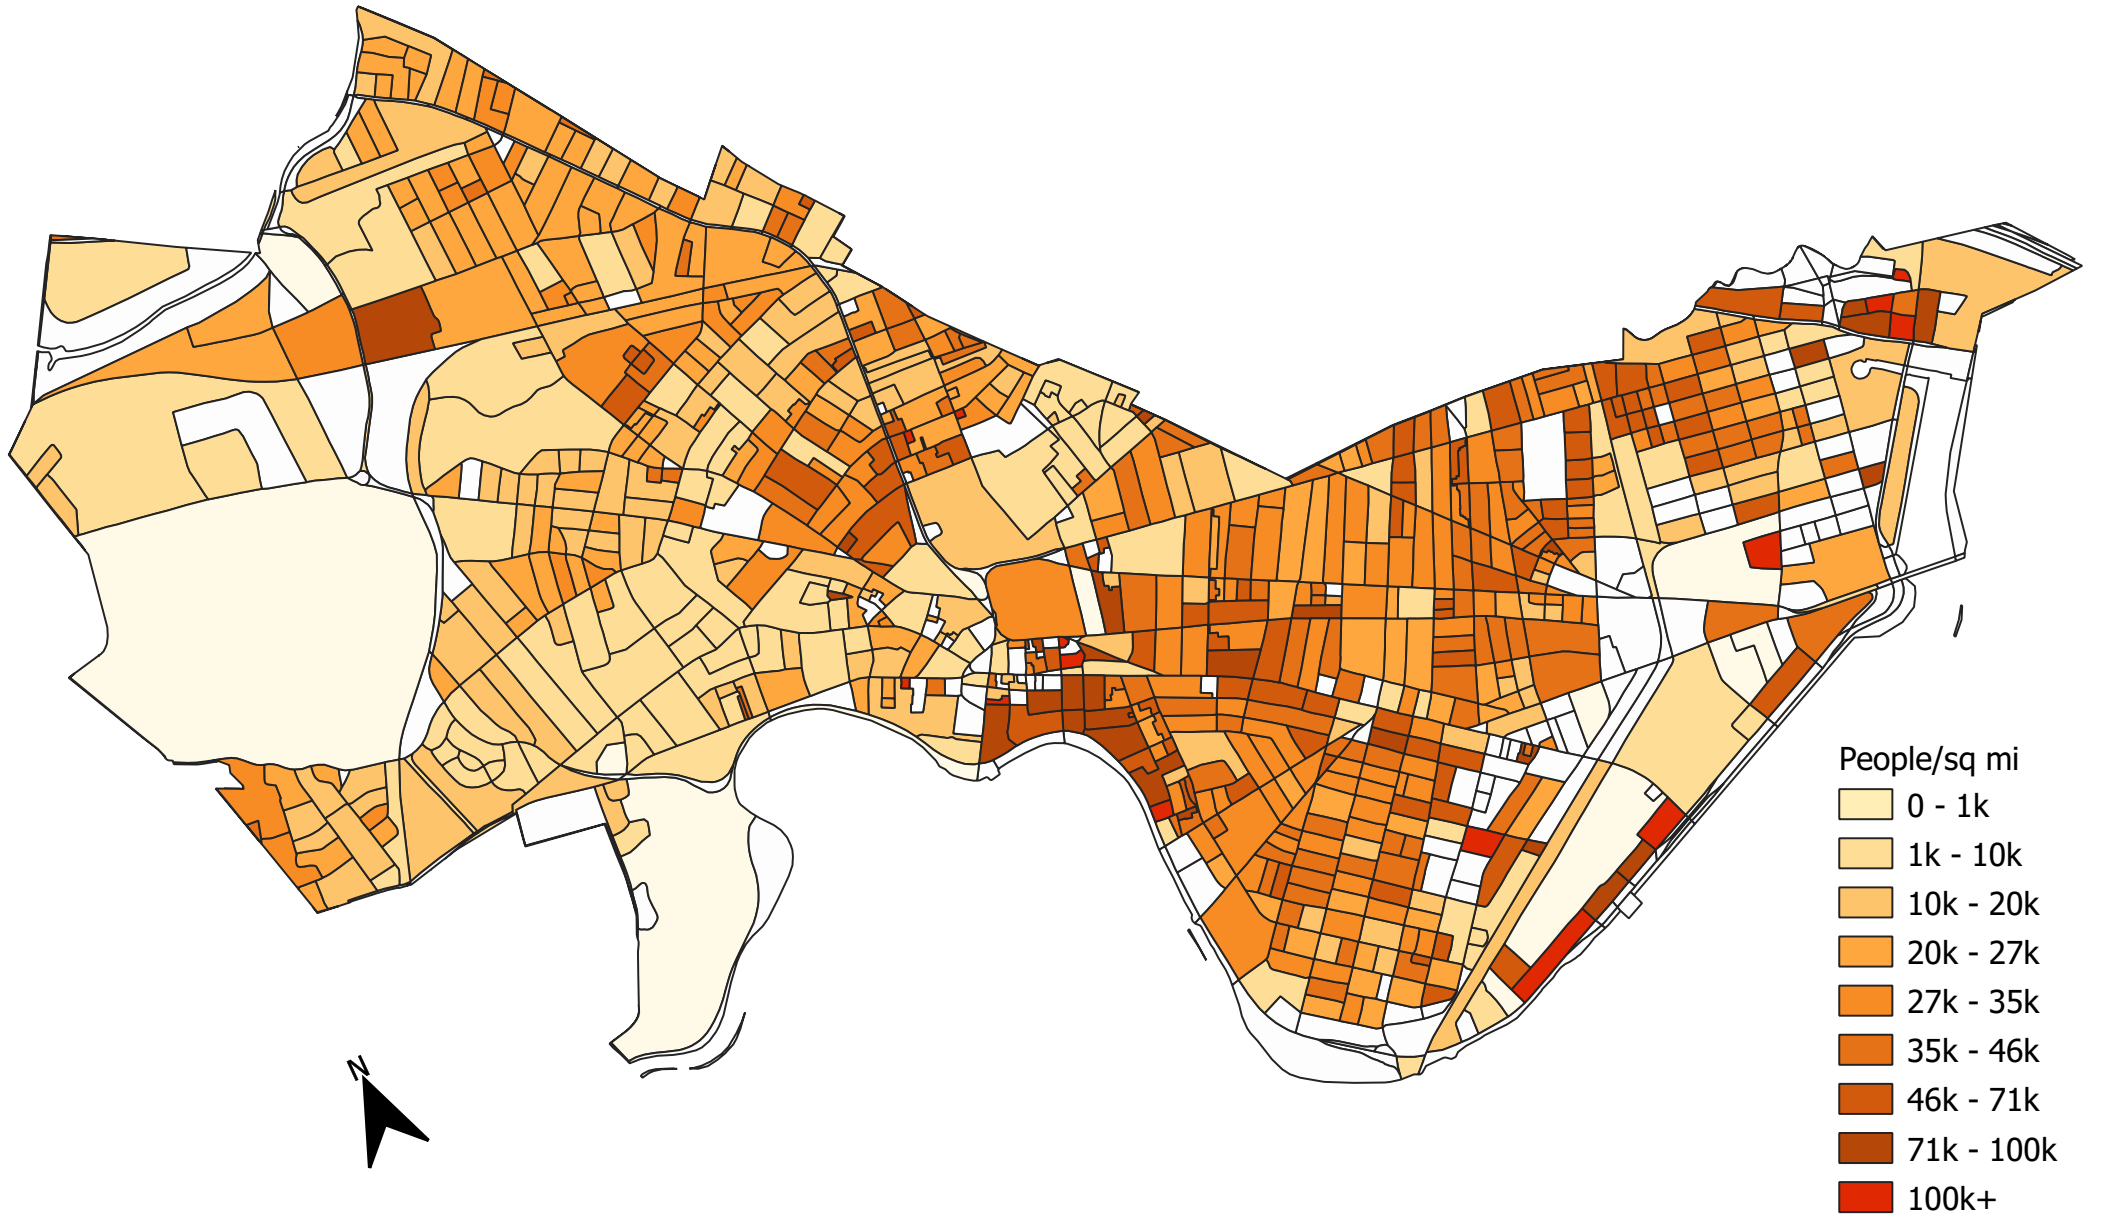 People/sq mi
0 - 1k
1k - 10k
10k - 20k
20k - 27k
27k - 35k
35k - 46k
46k - 71k
71k - 100k
100k+
N